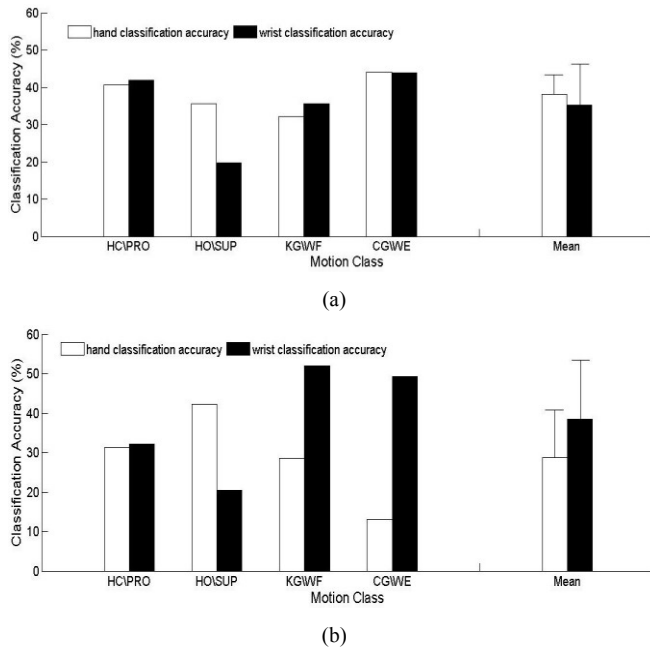 60
50
40
30
20
10
0
Classification Accuracy (%)
hand classification accuracy wrist classification accuracy
HC\PRO HO\SUP KG\WF CG\WE Mean
Motion Class
(a)
60
50
40
30
20
10
0
Classification Accuracy (%)
hand classification accuracy wrist classification accuracy
HC\PRO HO\SUP KG\WF CG\WE Mean
Motion Class
(b)